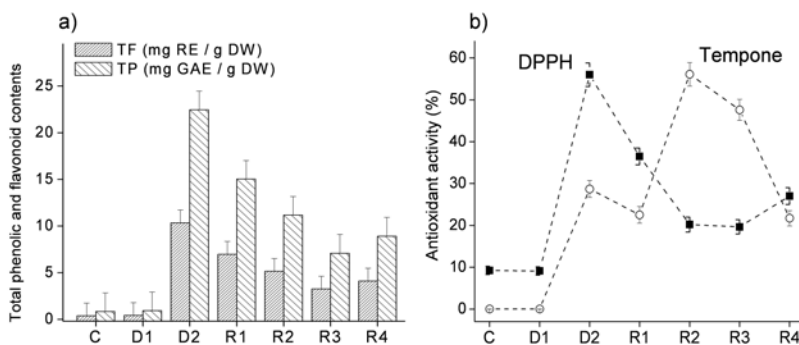 a)
TF (mg RE / g DW)
TP (mg GAE / g DW)
Total phenolic and flavonoid contents
25
20
15
10
5
0
C D1 D2 R1 R2 R3 R4
b)
DPPH
Tempone
Antioxidant activity (%)
60
50
40
30
20
10
0
C D1 D2 R1 R2 R3 R4